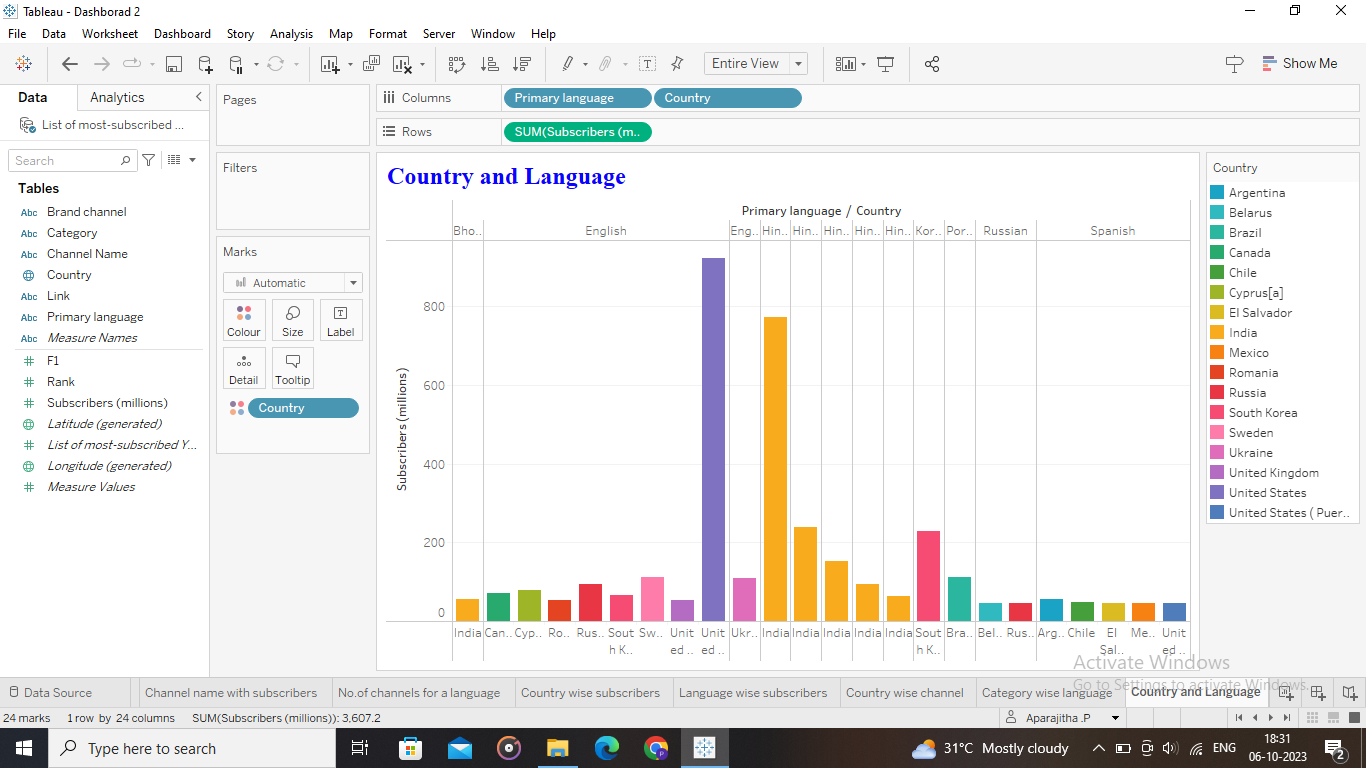 Tableau - Dashborad 2
File Data Worksheet Dashboard Story Analysis Map Format Server Window Help
Entire View
Show Me
Data Analytics
List of most-subscribed ...
Search
Tables
Abc Brand channel
Abc Category
Abc Channel Name
Country
Abc Link
Abc Primary language
Abc Measure Names
# F1
# Rank
# Subscribers (millions)
Latitude (generated)
# List of most-subscribed Y...
Longitude (generated)
# Measure Values
Pages
Filters
Marks
Automatic
Colour Size Label
Detail Tooltip
Country
Columns Primary language Country
Rows SUM(Subscribers (m..
Country and Language
Primary language / Country
Bho.. English Eng.. Hin.. Hin.. Hin.. Hin.. Hin.. Kor.. Por.. Russian Spanish
Subscribers (millions)
800
600
400
200
0
India Can.. Cyp.. Ro.. Rus.. Sout Sw.. Unit Unit Ukr.. India India India India India Sout Bra.. Bel.. Rus.. Arg.. Chile El Me.. Unit
h K.. ed .. ed .. h K.. Sal.. ed ..
Country
Argentina
Belarus
Brazil
Canada
Chile
Cyprus[a]
El Salvador
India
Mexico
Romania
Russia
South Korea
Sweden
Ukraine
United Kingdom
United States
United States ( Puer..
Activate Windows
Go to Settings to activate Windows.
Data Source Channel name with subscribers No.of channels for a language Country wise subscribers Language wise subscribers Country wise channel Category wise language Country and Language
24 marks 1 row by 24 columns SUM(Subscribers (millions)): 3,607.2
Aparajitha .P
Type here to search
31°C Mostly cloudy
ENG
18:31
06-10-2023
2